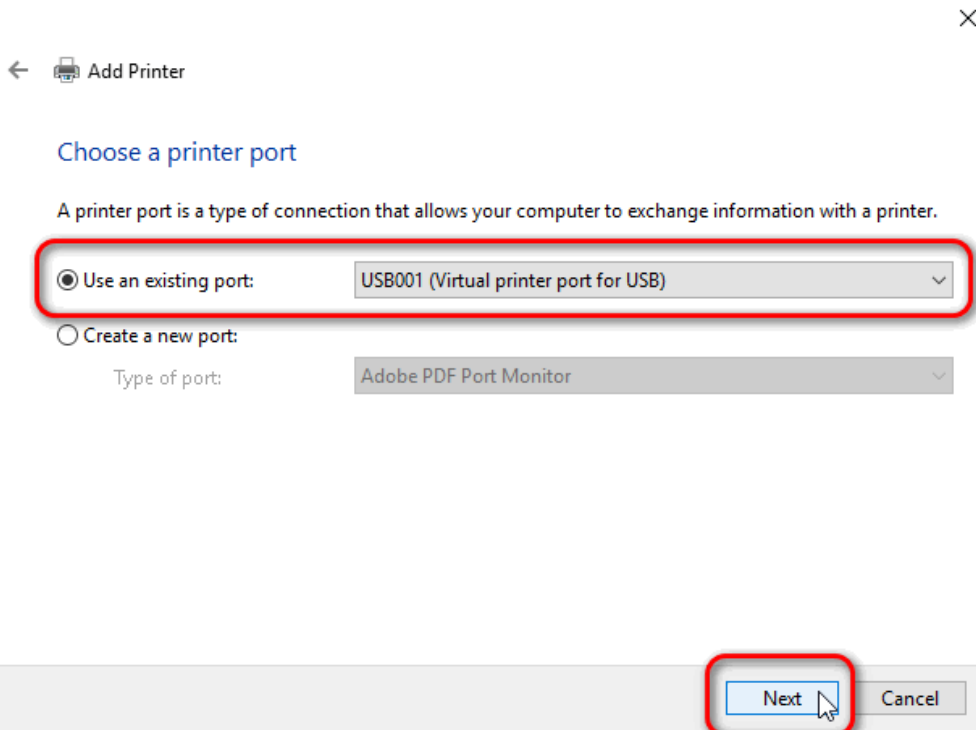 Add Printer
Choose a printer port
A printer port is a type of connection that allows your computer to exchange information with a printer.
Use an existing port: USB001 (Virtual printer port for USB)
Create a new port:
Type of port: Adobe PDF Port Monitor
Next Cancel